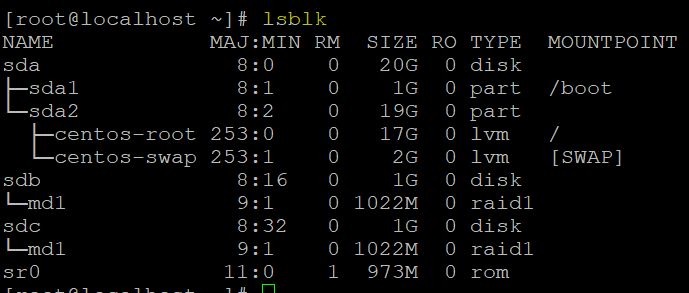 [root@localhost ~]# lsblk
NAME            MAJ:MIN RM  SIZE RO TYPE  MOUNTPOINT
sda               8:0    0   20G  0 disk
├─sda1            8:1    0    1G  0 part  /boot
└─sda2            8:2    0   19G  0 part
  ├─centos-root 253:0    0   17G  0 lvm   /
  └─centos-swap 253:1    0    2G  0 lvm   [SWAP]
sdb               8:16   0    1G  0 disk
└─md1             9:1    0 1022M  0 raid1
sdc               8:32   0    1G  0 disk
└─md1             9:1    0 1022M  0 raid1
sr0              11:0    1  973M  0 rom
[root@localhost ~]#